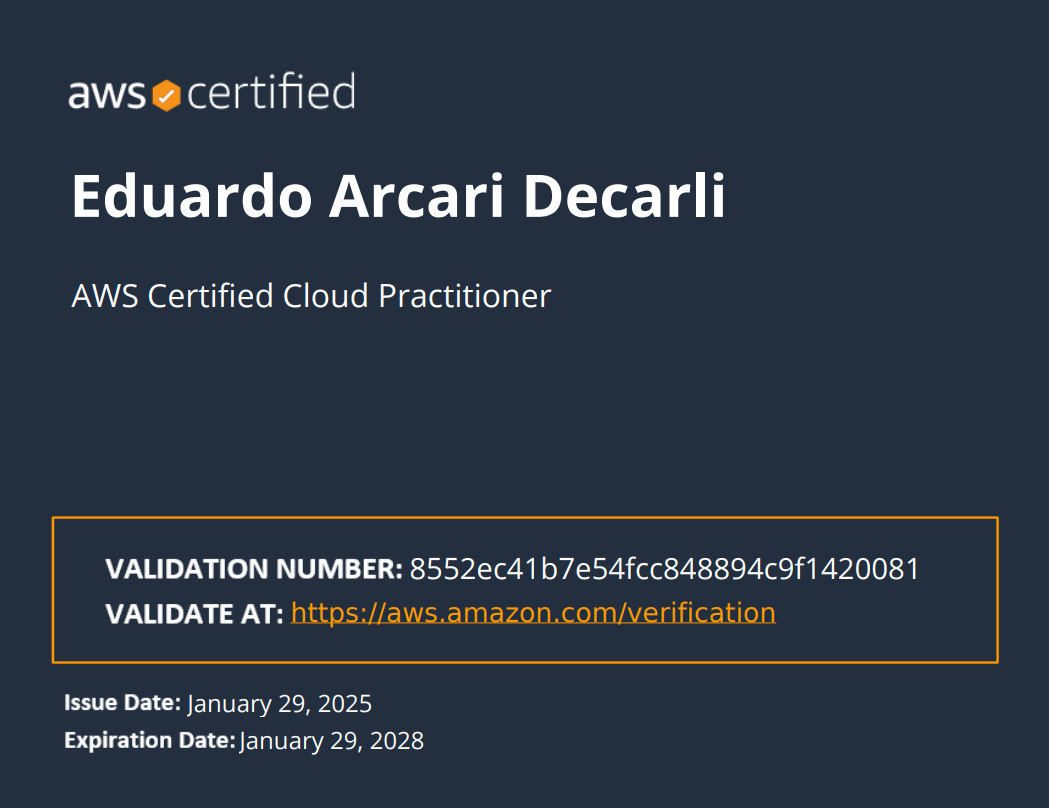 aws certified
Eduardo Arcari Decarli
AWS Certified Cloud Practitioner
VALIDATION NUMBER: 8552ec41b7e54fcc848894c9f1420081
VALIDATE AT: https://aws.amazon.com/verification
Issue Date: January 29, 2025
Expiration Date: January 29, 2028